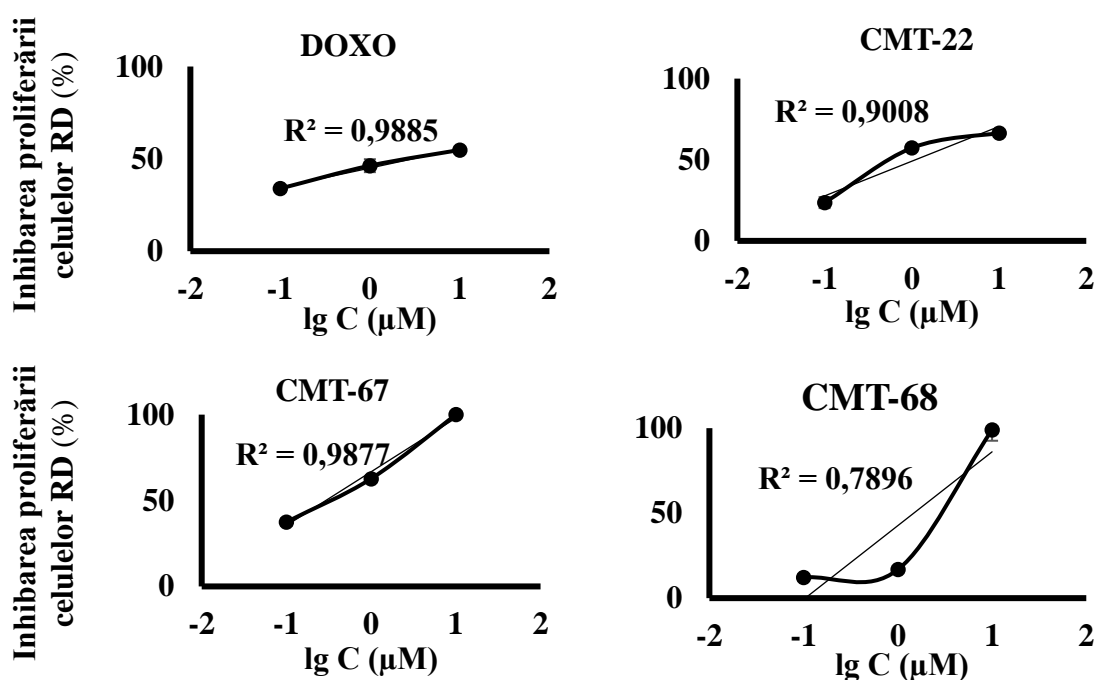 Inhibarea proliferării
celulelor RD (%)
DOXO
100
50
0
R² = 0,9885
-2 -1 0 1 2
lg C (µM)
CMT-22
100
50
0
R² = 0,9008
-2 -1 0 1 2
lg C (µM)
Inhibarea proliferării
celulelor RD (%)
CMT-67
100
50
0
R² = 0,9877
-2 -1 0 1 2
lg C (µM)
CMT-68
100
50
0
R² = 0,7896
-2 -1 0 1 2
lg C (µM)